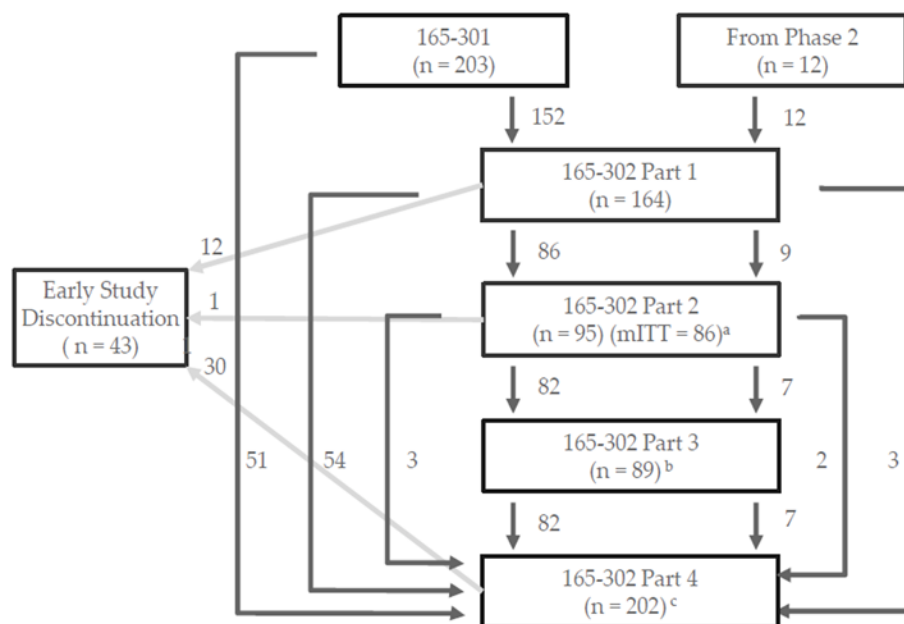 165-301
(n = 203)
From Phase 2
(n = 12)
152
12
165-302 Part 1
(n = 164)
12
86
9
Early Study
Discontinuation
( n = 43)
1
1
30
165-302 Part 2
(n = 95) (mITT = 86)ᵃ
82
7
51
54
3
165-302 Part 3
(n = 89) ᵇ
2
3
82
7
165-302 Part 4
(n = 202) ᶜ